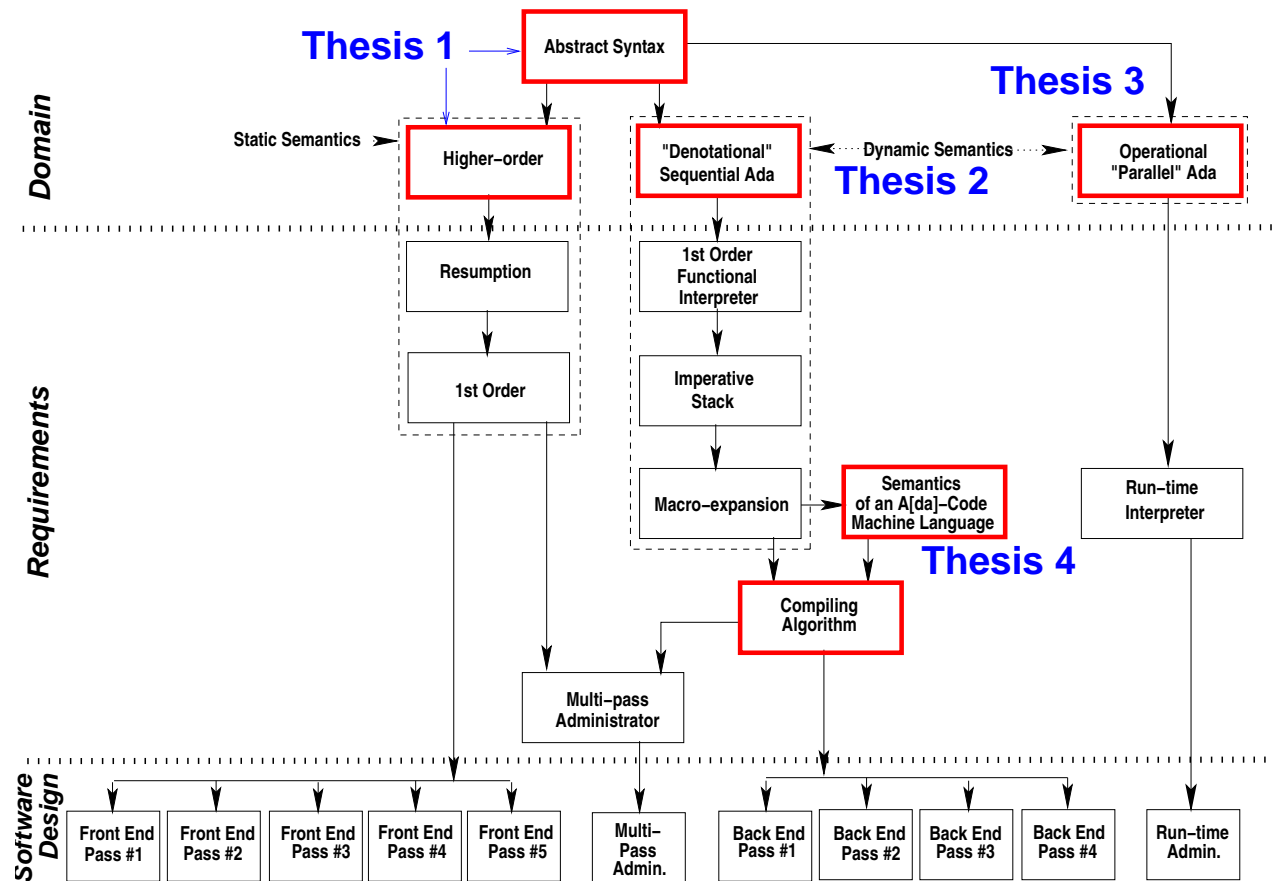 Thesis 1
Abstract Syntax
Thesis 3
Domain
Static Semantics
Higher-order
"Denotational"
Sequential Ada
Dynamic Semantics
Thesis 2
Operational
"Parallel" Ada
Requirements
Resumption
1st Order
Functional
Interpreter
1st Order
Imperative
Stack
Macro-expansion
Semantics
of an A[da]-Code
Machine Language
Run-time
Interpreter
Thesis 4
Compiling
Algorithm
Multi-pass
Administrator
Software
Design
Front End
Pass #1
Front End
Pass #2
Front End
Pass #3
Front End
Pass #4
Front End
Pass #5
Multi-
Pass
Admin.
Back End
Pass #1
Back End
Pass #2
Back End
Pass #3
Back End
Pass #4
Run-time
Admin.